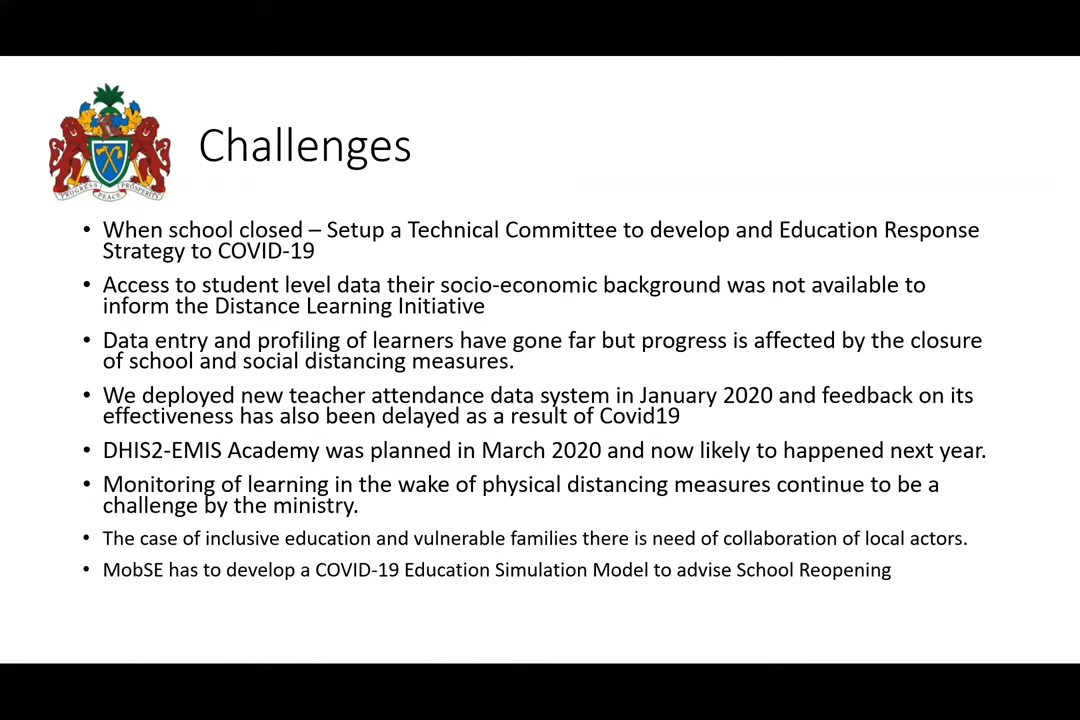 Challenges
• When school closed – Setup a Technical Committee to develop and Education Response
Strategy to COVID-19
• Access to student level data their socio-economic background was not available to
inform the Distance Learning Initiative
• Data entry and profiling of learners have gone far but progress is affected by the closure
of school and social distancing measures.
• We deployed new teacher attendance data system in January 2020 and feedback on its
effectiveness has also been delayed as a result of Covid19
• DHIS2-EMIS Academy was planned in March 2020 and now likely to happened next year.
• Monitoring of learning in the wake of physical distancing measures continue to be a
challenge by the ministry.
• The case of inclusive education and vulnerable families there is need of collaboration of local actors.
• MobSE has to develop a COVID-19 Education Simulation Model to advise School Reopening
PROGRESS PEACE PROSPERITY